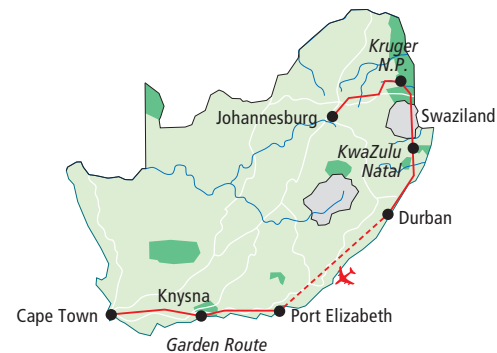 Kruger
N.P.
Johannesburg
Swaziland
KwaZulu
Natal
Durban
Knysna
Cape Town
Port Elizabeth
Garden Route